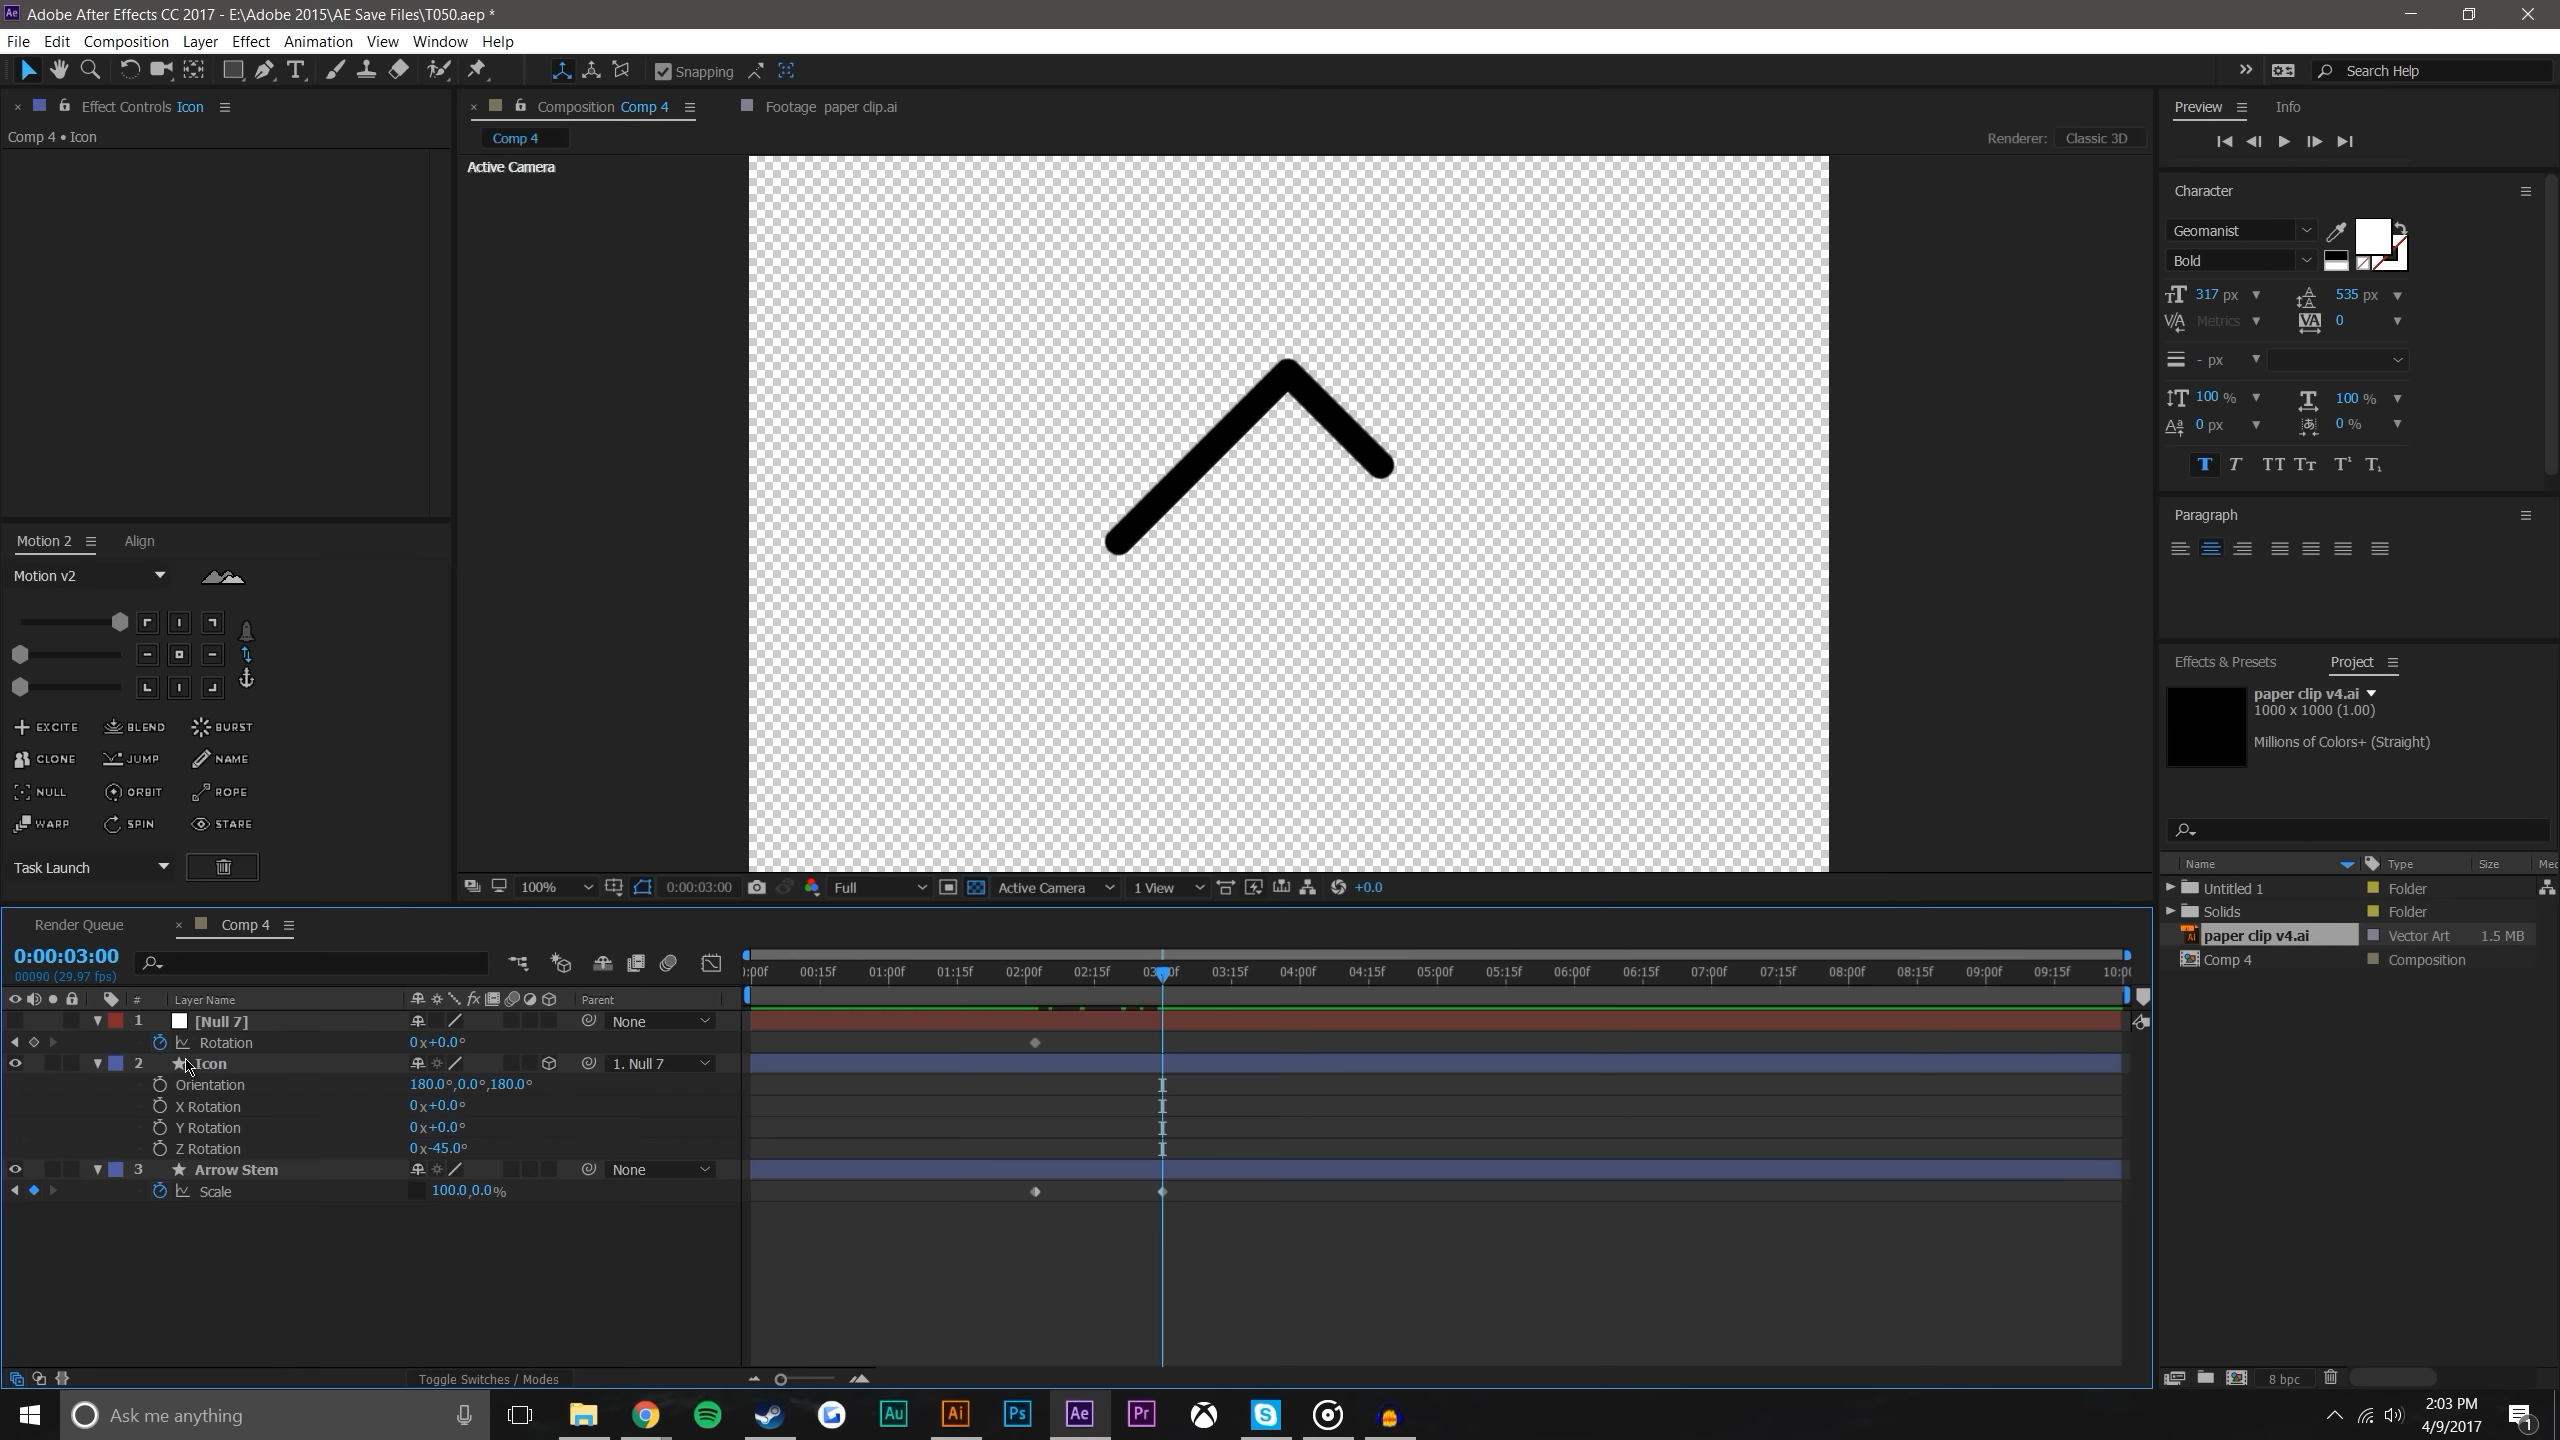 Adobe After Effects CC 2017 - E:\Adobe 2015\AE Save Files\T050.aep *
File Edit Composition Layer Effect Animation View Window Help
Snapping
Search Help
Effect Controls Icon
Composition Comp 4
Footage paper clip.ai
Preview
Info
Comp 4 • Icon
Comp 4
Renderer: Classic 3D
Active Camera
Character
Geomanist
Bold
317 px
535 px
Metrics
0
- px
100 %
100 %
0 px
0 %
Paragraph
Motion 2
Align
Motion v2
EXCITE BLEND BURST
CLONE JUMP NAME
NULL ORBIT ROPE
WARP SPIN STARE
Task Launch
Effects & Presets
Project
paper clip v4.ai
1000 x 1000 (1.00)
Millions of Colors+ (Straight)
Name Type Size
Untitled 1 Folder
Solids Folder
paper clip v4.ai Vector Art 1.5 MB
Comp 4 Composition
100% 0:00:03:00 Full Active Camera 1 View +0.0
Render Queue
Comp 4
0:00:03:00
00090 (29.97 fps)
00:15f 01:00f 01:15f 02:00f 02:15f 03:15f 04:00f 04:15f 05:00f 05:15f 06:00f 06:15f 07:00f 07:15f 08:00f 08:15f 09:00f 09:15f
# Layer Name Parent
1 [Null 7] None
Rotation 0x+0.0°
2 Icon 1. Null 7
Orientation 180.0°,0.0°,180.0°
X Rotation 0x+0.0°
Y Rotation 0x+0.0°
Z Rotation 0x-45.0°
3 Arrow Stem None
Scale 100.0,0.0%
Toggle Switches / Modes
8 bpc
Ask me anything
Au Ai Ps Ae Pr
2:03 PM
4/9/2017
1